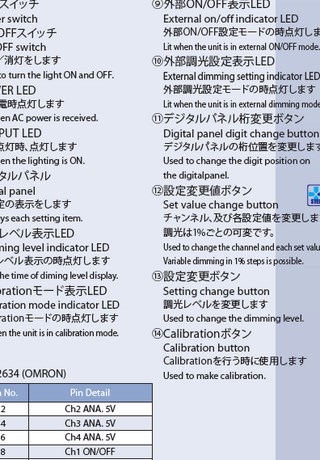 スイッチ
er switch
OFFスイッチ
OFF switch
/消灯をします
to turn the light ON and OFF.
ER LED
電時点灯します
en AC power is received.
PUT LED
点灯時、点灯します
en the lighting is ON.
タルパネル
al panel
定の表示をします
ays each setting item.
レベル表示LED
ming level indicator LED
レベル表示の時点灯します
he time of diming level display.
brationモード表示LED
ration mode indicator LED
rationモードの時点灯します
en the unit is in calibration mode.
2634 (OMRON)
No. Pin Detail
2 Ch2 ANA. 5V
4 Ch3 ANA. 5V
6 Ch4 ANA. 5V
8 Ch1 ON/OFF
⑨外部ON/OFF表示LED
External on/off indicator LED
外部ON/OFF設定モードの時点灯しま
Lit when the unit is in external ON/OFF mode.
⑩外部調光設定表示LED
External dimming setting indicator LED
外部調光設定モードの時点灯します
Lit when the unit is in external dimming mode
⑪デジタルパネル桁変更ボタン
Digital panel digit change button
デジタルパネルの桁位置を変更しま
Used to change the digit position on
the digitalpanel.
⑫設定変更値ボタン
Set value change button
チャンネル、及び各設定値を変更しま
調光は1%ごとの可変です。
Used to change the channel and each set valu
Variable dimming in 1% steps is possible.
⑬設定変更ボタン
Setting change button
調光レベルを変更します
Used to change the dimming level.
⑭Calibrationボタン
Calibration button
Calibrationを行う時に使用します
Used to make calibration.